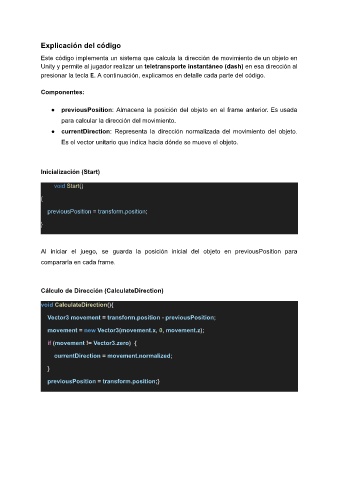 Explicación del código
Este código implementa un sistema que calcula la dirección de movimiento de un objeto en
Unity y permite al jugador realizar un teletransporte instantáneo (dash) en esa dirección al
presionar la tecla E. A continuación, explicamos en detalle cada parte del código.
Componentes:
● previousPosition: Almacena la posición del objeto en el frame anterior. Es usada
para calcular la dirección del movimiento.
● currentDirection: Representa la dirección normalizada del movimiento del objeto.
Es el vector unitario que indica hacia dónde se mueve el objeto.
Inicialización (Start)
void Start()
{
previousPosition = transform.position;
}
Al iniciar el juego, se guarda la posición inicial del objeto en previousPosition para
compararla en cada frame.
Cálculo de Dirección (CalculateDirection)
void CalculateDirection(){
Vector3 movement = transform.position - previousPosition;
movement = new Vector3(movement.x, 0, movement.z);
if (movement != Vector3.zero) {
currentDirection = movement.normalized;
}
previousPosition = transform.position;}